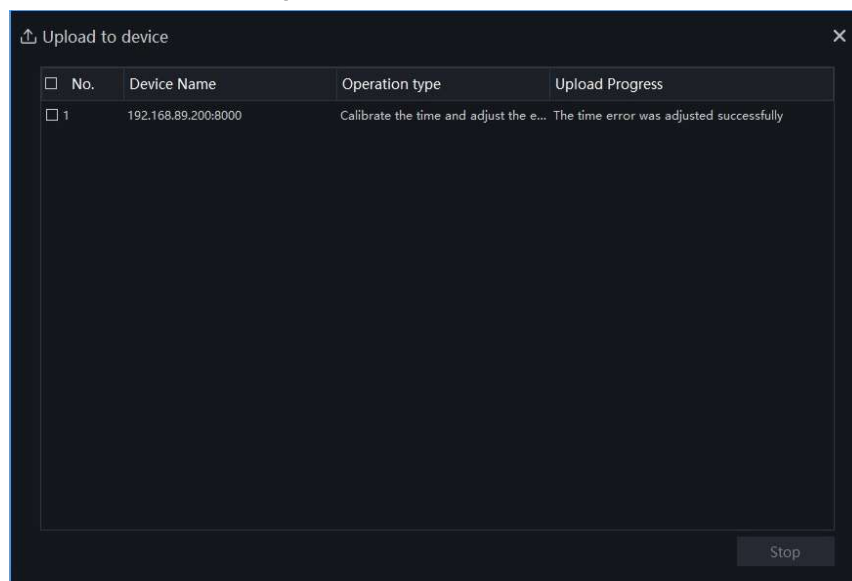 Upload to device
No. Device Name Operation type Upload Progress
1 192.168.89.200:8000 Calibrate the time and adjust the e... The time error was adjusted successfully
Stop